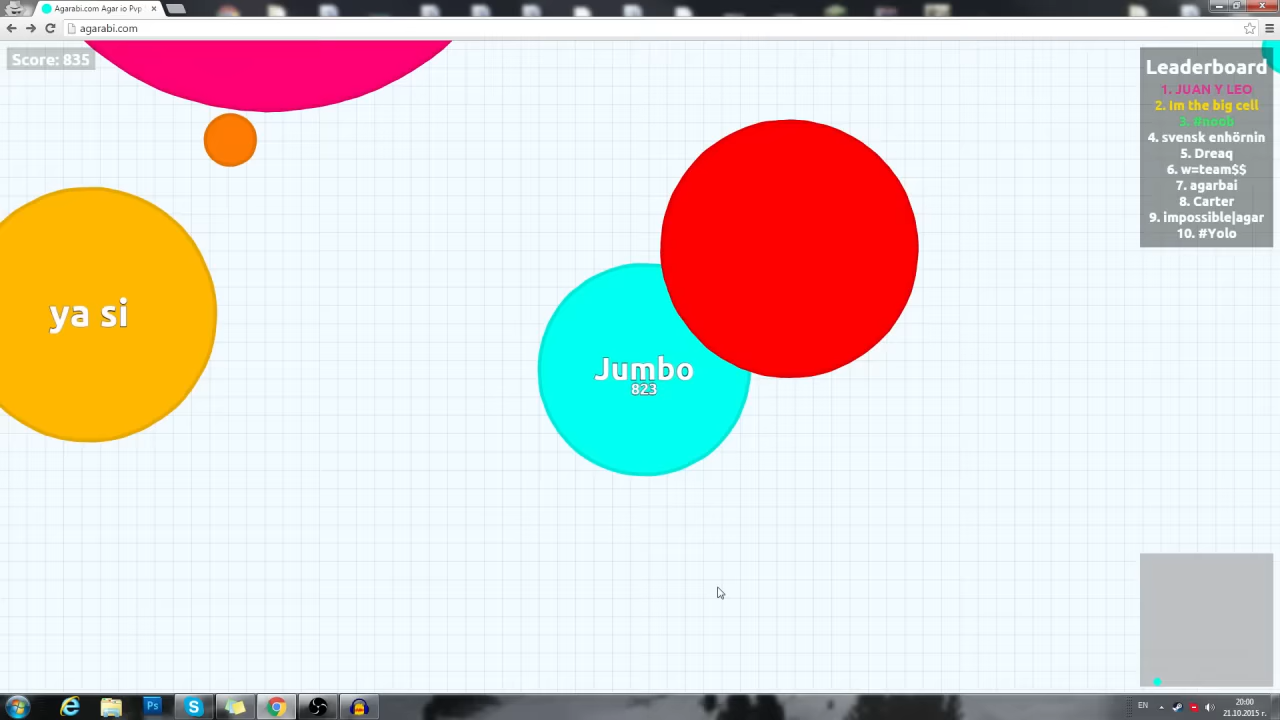 Agarabi.com Agar io Pvp
agarabi.com
Score: 835
Leaderboard
1. JUAN Y LEO
2. Im the big cell
3. #noob
4. svensk enhörnin
5. Dreaq
6. w=team$$
7. agarbai
8. Carter
9. impossible|agar
10. #Yolo
ya si
Jumbo
823
EN
20:00
21.10.2015 г.